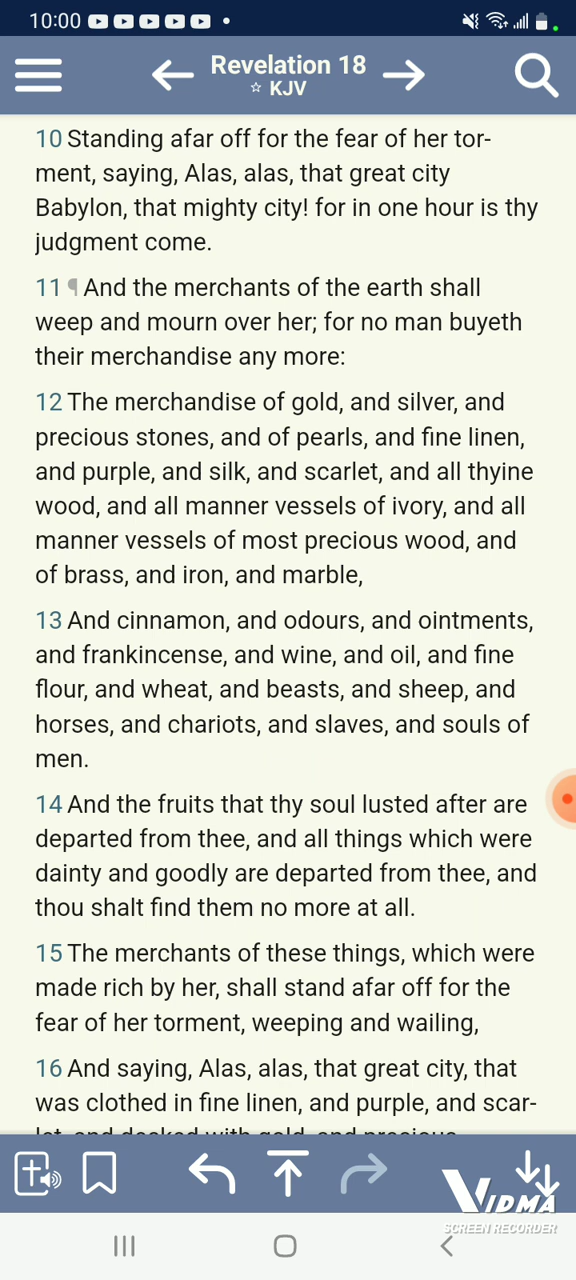 10:00
Revelation 18
☆ KJV
10 Standing afar off for the fear of her tor-
ment, saying, Alas, alas, that great city
Babylon, that mighty city! for in one hour is thy
judgment come.
11 ¶ And the merchants of the earth shall
weep and mourn over her; for no man buyeth
their merchandise any more:
12 The merchandise of gold, and silver, and
precious stones, and of pearls, and fine linen,
and purple, and silk, and scarlet, and all thyine
wood, and all manner vessels of ivory, and all
manner vessels of most precious wood, and
of brass, and iron, and marble,
13 And cinnamon, and odours, and ointments,
and frankincense, and wine, and oil, and fine
flour, and wheat, and beasts, and sheep, and
horses, and chariots, and slaves, and souls of
men.
14 And the fruits that thy soul lusted after are
departed from thee, and all things which were
dainty and goodly are departed from thee, and
thou shalt find them no more at all.
15 The merchants of these things, which were
made rich by her, shall stand afar off for the
fear of her torment, weeping and wailing,
16 And saying, Alas, alas, that great city, that
was clothed in fine linen, and purple, and scar-
let, and decked with gold, and precious
VIDMA
SCREEN RECORDER